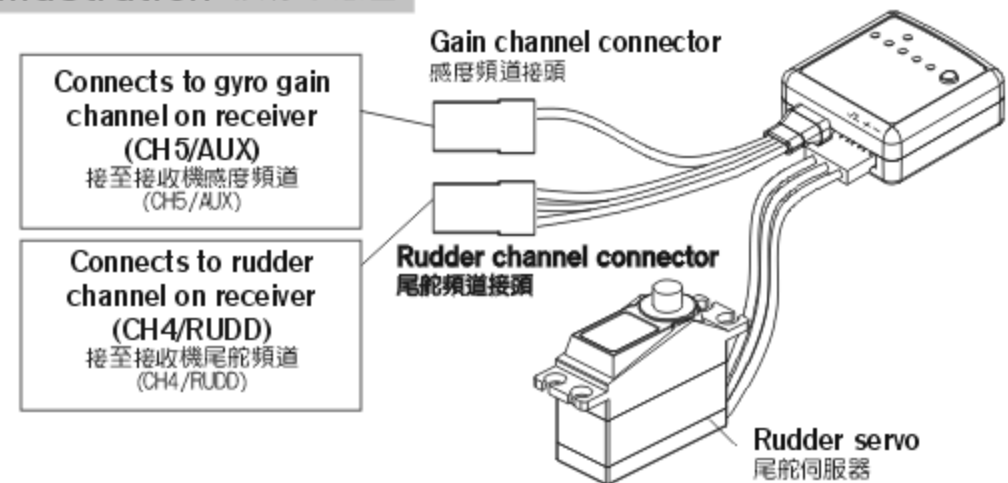 Gain channel connector
感度頻道接頭
Connects to gyro gain
channel on receiver
(CH5/AUX)
接至接收機感度頻道
(CH5/AUX)
Rudder channel connector
尾舵頻道接頭
Connects to rudder
channel on receiver
(CH4/RUDD)
接至接收機尾舵頻道
(CH4/RUDD)
Rudder servo
尾舵伺服器